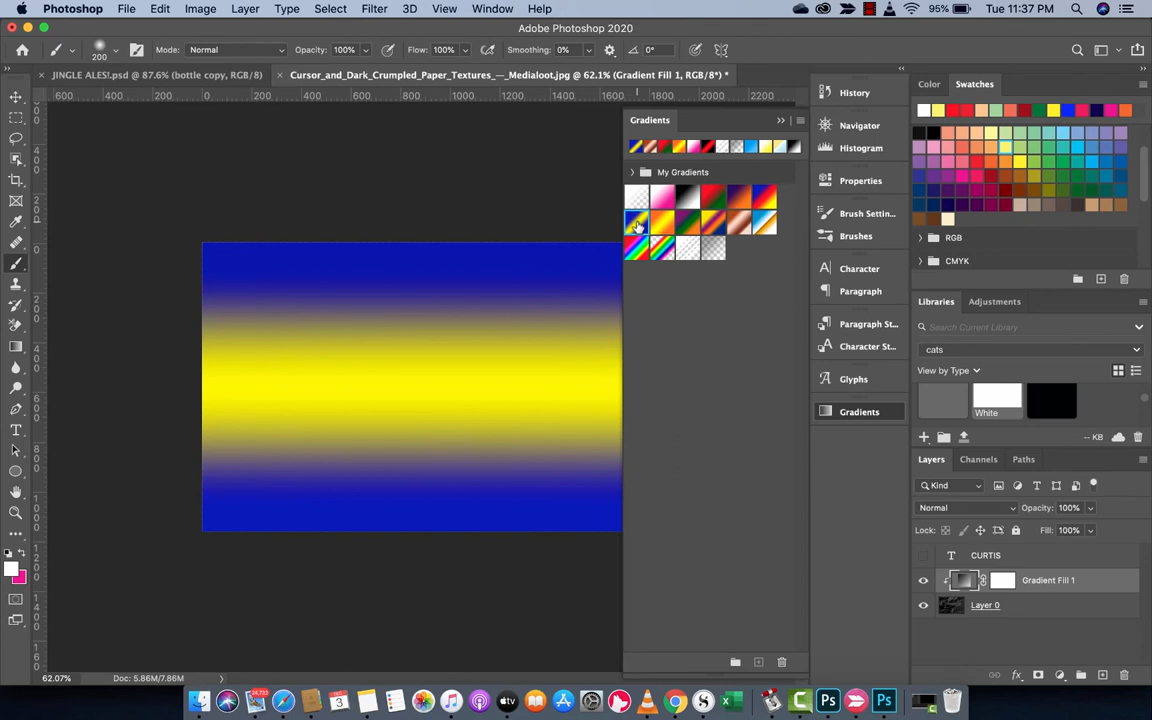 Photoshop File Edit Image Layer Type Select Filter 3D View Window Help 95% Tue 11:37 PM
Adobe Photoshop 2020
200 Mode: Normal Opacity: 100% Flow: 100% Smoothing: 0% 0°
JINGLE ALES!.psd @ 87.6% (bottle copy, RGB/8) Cursor_and_Dark_Crumpled_Paper_Textures_—_Medialoot.jpg @ 62.1% (Gradient Fill 1, RGB/8*) *
600 400 200 0 200 400 600 800 1000 1200 1400 1600 1800 2000 2200
Gradients
My Gradients
History
Navigator
Histogram
Properties
Brush Settin...
Brushes
Character
Paragraph
Paragraph St...
Character St...
Glyphs
Gradients
Color Swatches
RGB
CMYK
Libraries Adjustments
Search Current Library
cats
View by Type
White
-- KB
Layers Channels Paths
Kind
Normal Opacity: 100%
Lock: Fill: 100%
T CURTIS
Gradient Fill 1
Layer 0
fx
62.07% Doc: 5.86M/7.86M